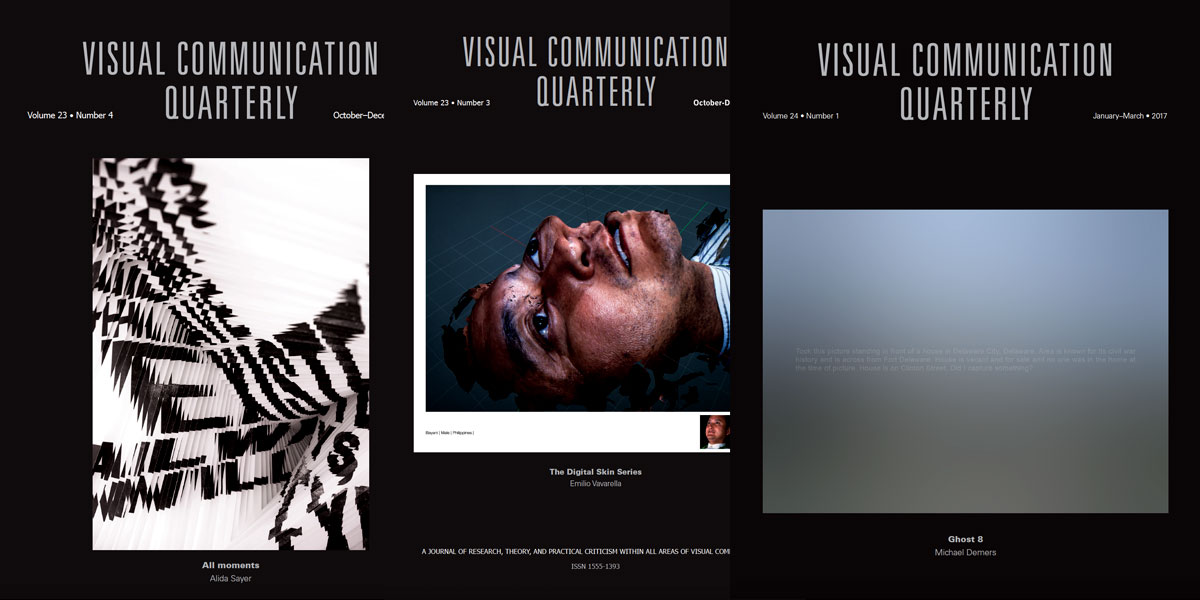 VISUAL COMMUNICATION
QUARTERLY
Volume 23 • Number 4
October–Dece
All moments
Alida Sayer
VISUAL COMMUNICATION
QUARTERLY
Volume 23 • Number 3
October-D
Bayani | Male | Philippines |
The Digital Skin Series
Emilio Vavarella
A JOURNAL OF RESEARCH, THEORY, AND PRACTICAL CRITICISM WITHIN ALL AREAS OF VISUAL COM
ISSN 1555-1393
VISUAL COMMUNICATION
QUARTERLY
Volume 24 • Number 1
January–March • 2017
Took this picture standing in front of a house in Delaware City, Delaware. Area is known for its civil war
history and is across from Fort Delaware. House is vacant and for sale and no one was in the home at
the time of picture. House is on Clinton Street. Did I capture something?
Ghost 8
Michael Demers